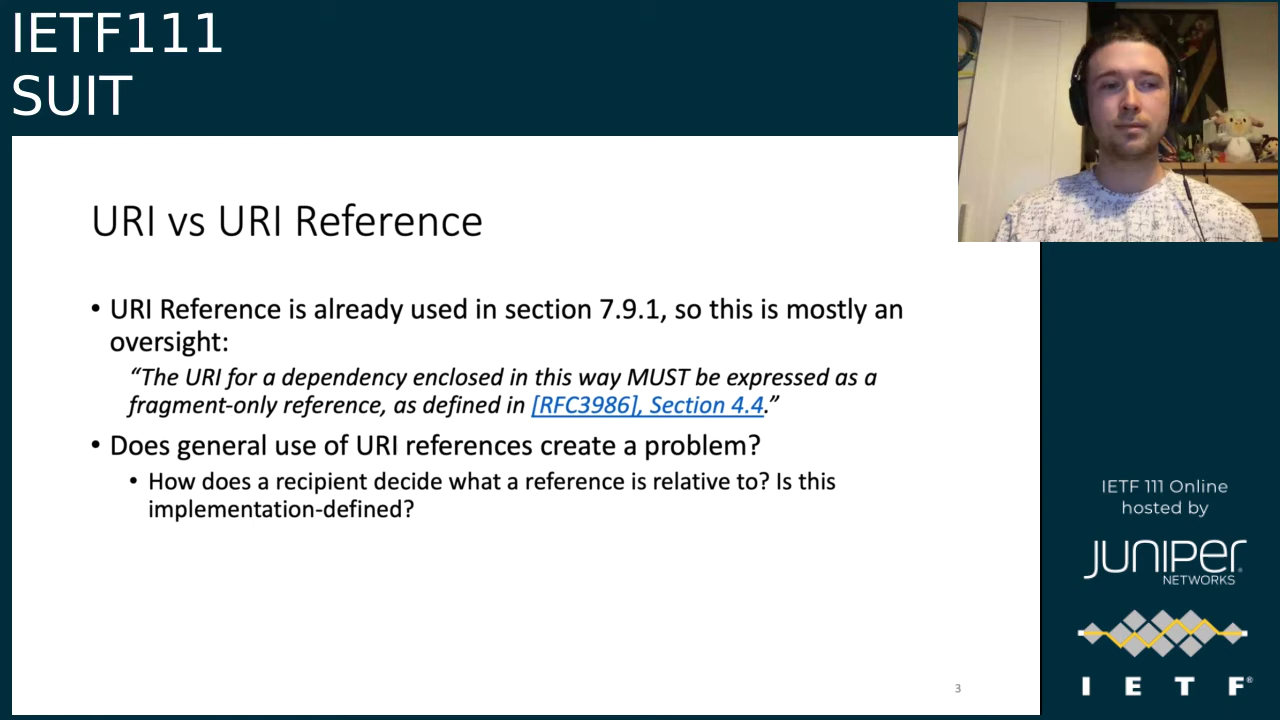 IETF111
SUIT
URI vs URI Reference
• URI Reference is already used in section 7.9.1, so this is mostly an
oversight:
“The URI for a dependency enclosed in this way MUST be expressed as a
fragment-only reference, as defined in [RFC3986], Section 4.4.”
• Does general use of URI references create a problem?
• How does a recipient decide what a reference is relative to? Is this
implementation-defined?
3
IETF 111 Online
hosted by
JUNIPER
NETWORKS
I E T F®